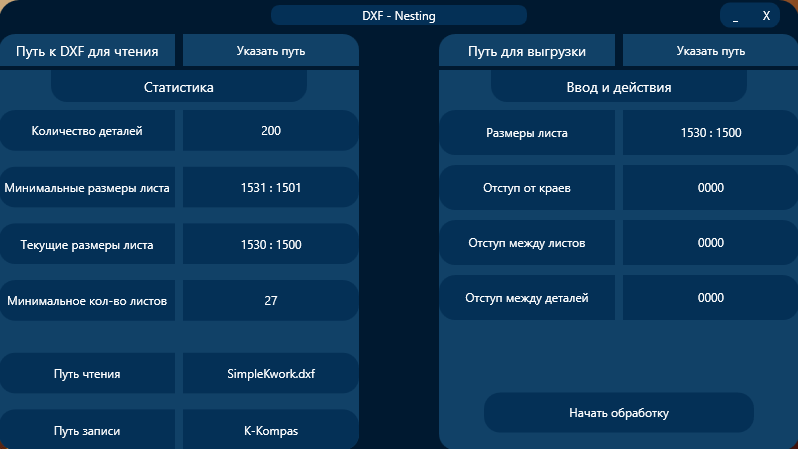 DXF - Nesting
_ X
Путь к DXF для чтения
Указать путь
Путь для выгрузки
Указать путь
Статистика
Количество деталей
200
Минимальные размеры листа
1531 : 1501
Текущие размеры листа
1530 : 1500
Минимальное кол-во листов
27
Путь чтения
SimpleKwork.dxf
Путь записи
K-Kompas
Ввод и действия
Размеры листа
1530 : 1500
Отступ от краев
0000
Отступ между листов
0000
Отступ между деталей
0000
Начать обработку